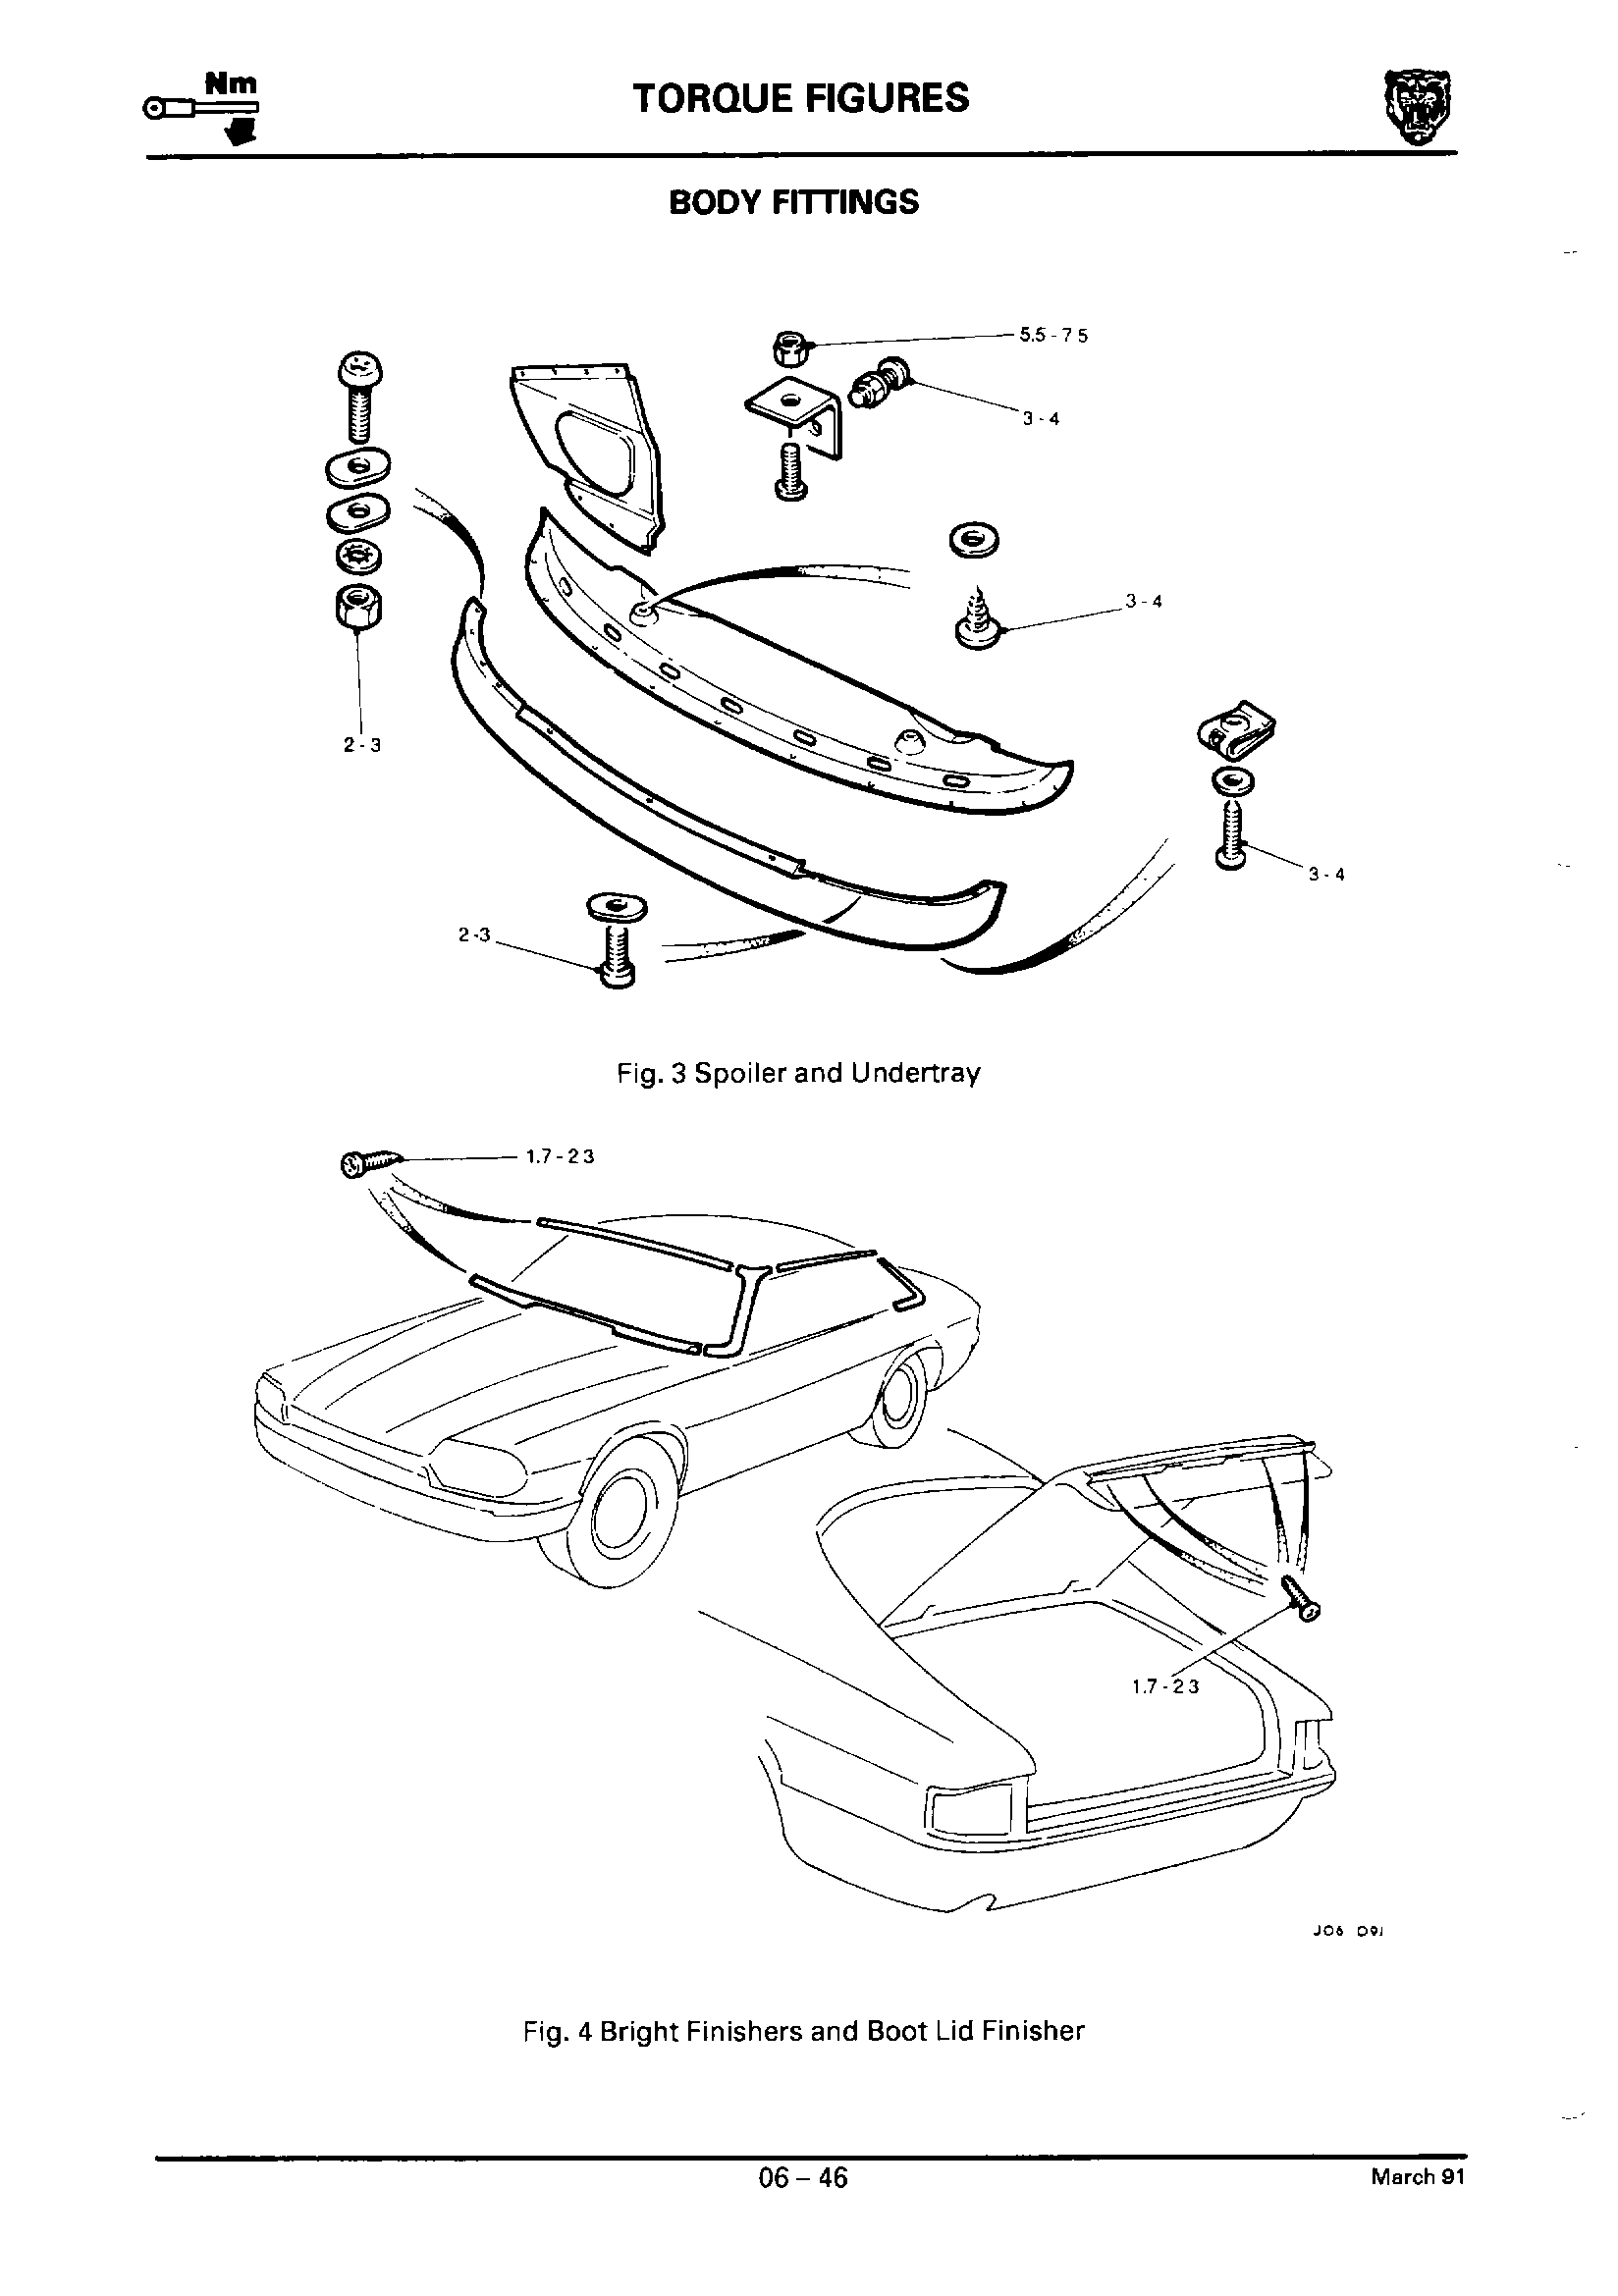 Nm
TORQUE FIGURES
BODY FITTINGS
5.5-7 5
3-4
3-4
2-3
3-4
2-3
Fig. 3 Spoiler and Undertray
1.7-2 3
1.7-2 3
J06 091
Fig. 4 Bright Finishers and Boot Lid Finisher
06 – 46
March 91